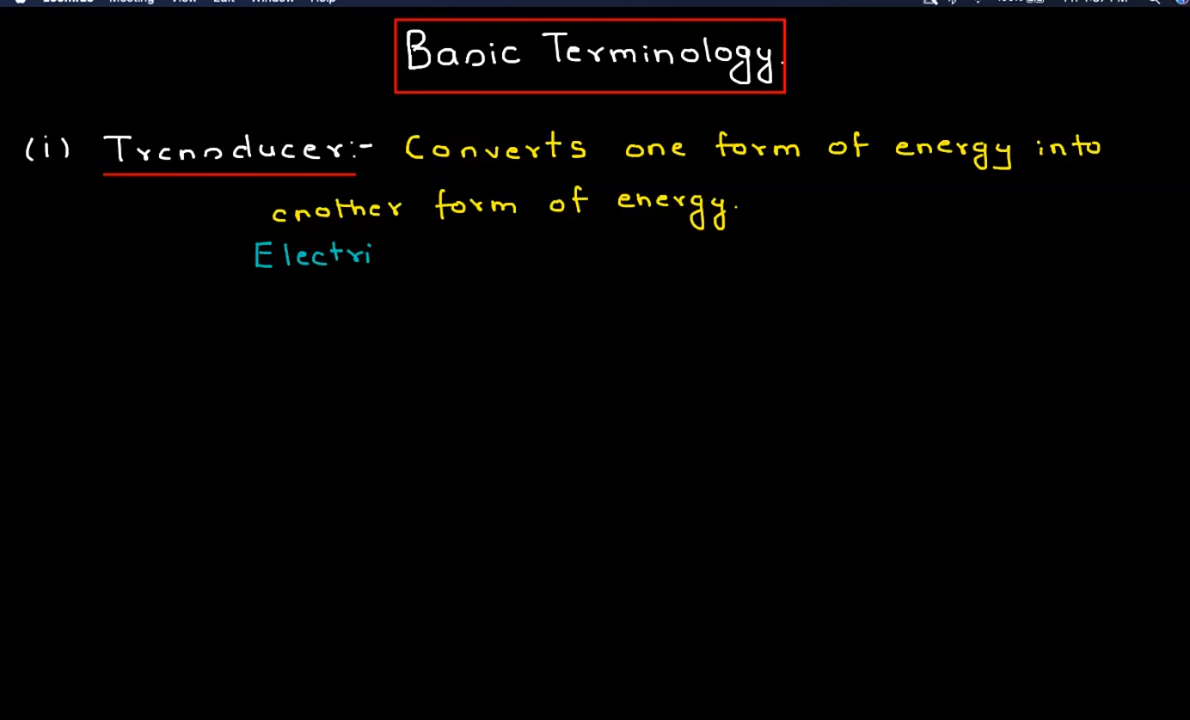 Basic Terminology.
(i) Transducer:- Converts one form of energy into
another form of energy.
Electri